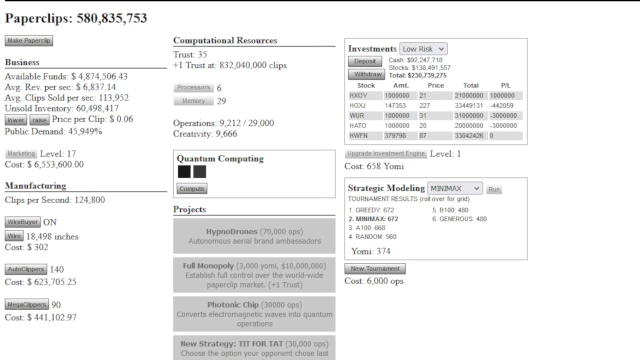 Paperclips: 580,835,753
Make Paperclip
Business
Available Funds: $ 4,874,506.43
Avg. Rev. per sec: $ 6,837.14
Avg. Clips Sold per sec: 113,952
Unsold Inventory: 60,498,417
lower raise Price per Clip: $ 0.06
Public Demand: 45,949%
Marketing Level: 17
Cost: $ 6,553,600.00
Manufacturing
Clips per Second: 124,800
WireBuyer ON
Wire 18,498 inches
Cost: $ 302
AutoClippers 140
Cost: $ 623,705.25
MegaClippers 90
Cost: $ 441,102.97
Computational Resources
Trust: 35
+1 Trust at: 832,040,000 clips
Processors 6
Memory 29
Operations: 9,212 / 29,000
Creativity: 9,666
Quantum Computing
Compute
Projects
HypnoDrones (70,000 ops)
Autonomous aerial brand ambassadors
Full Monopoly (3,000 yomi, $10,000,000)
Establish full control over the world-wide
paperclip market. (+1 Trust)
Photonic Chip (30000 ops)
Converts electromagnetic waves into quantum
operations
New Strategy: TIT FOR TAT (30,000 ops)
Choose the option your opponent chose last
Investments Low Risk
Deposit Cash: $92,247,718
Stocks: $138,491,557
Withdraw Total: $230,739,275
Stock Amt. Price Total P/L
HXOY 1000000 21 21000000 1000000
HOXJ 147353 227 33449131 -442059
WUR 1000000 31 31000000 -3000000
HATO 1000000 20 20000000 -3000000
HWFN 379798 87 33042426 0
Upgrade Investment Engine Level: 1
Cost: 658 Yomi
Strategic Modeling MINIMAX Run
TOURNAMENT RESULTS (roll over for grid)
1. GREEDY: 672 5. B100: 480
2. MINIMAX: 672 6. GENEROUS: 480
3. A100: 668
4. RANDOM: 560
Yomi: 374
New Tournament
Cost: 6,000 ops